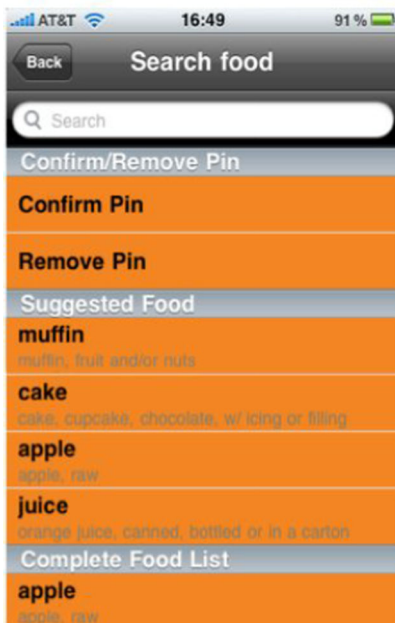 AT&T 16:49 91%
Back Search food
Search
Confirm/Remove Pin
Confirm Pin
Remove Pin
Suggested Food
muffin
muffin, fruit and/or nuts
cake
cake, cupcake, chocolate, w/ icing or filling
apple
apple, raw
juice
orange juice, canned, bottled or in a carton
Complete Food List
apple
apple, raw